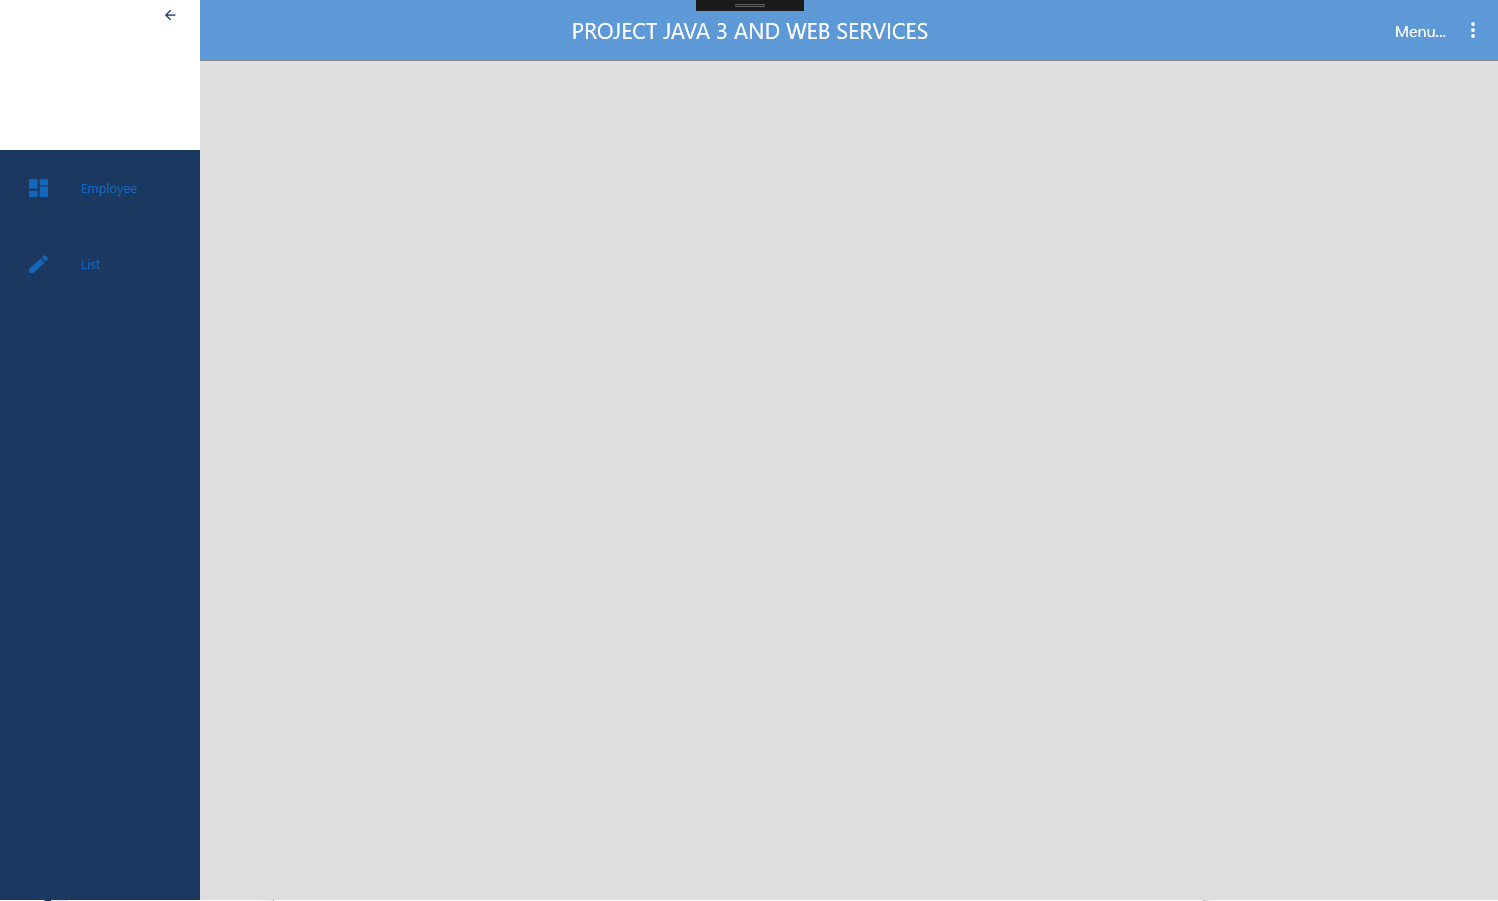 PROJECT JAVA 3 AND WEB SERVICES
Menu...
Employee
List